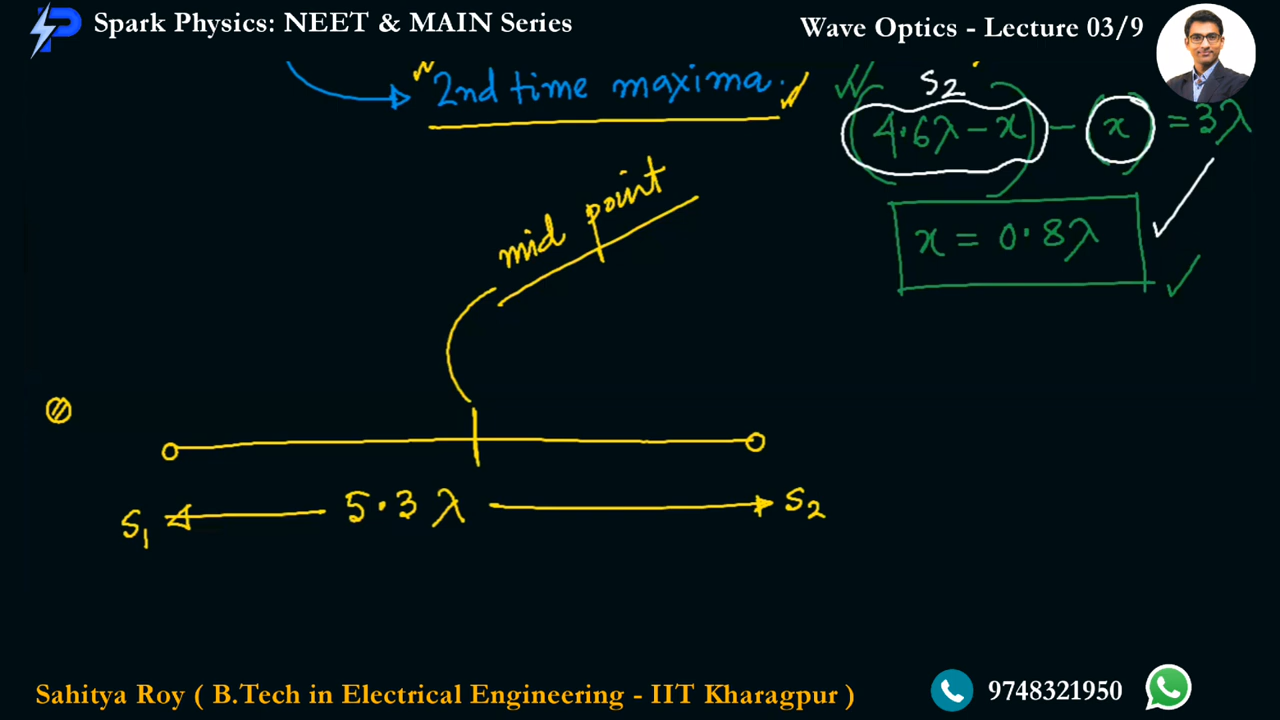 Spark Physics: NEET & MAIN Series
Wave Optics - Lecture 03/9
"2nd time maxima.
S2
(4.6λ - x) - (x) = 3λ
x = 0.8λ
mid point
5.3 λ
S1
S2
Sahitya Roy ( B.Tech in Electrical Engineering - IIT Kharagpur )
9748321950